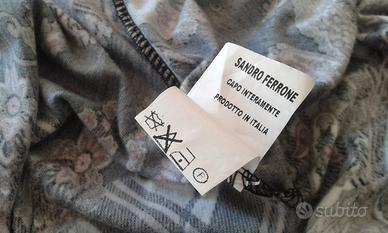 SANDRO FERRONE
CAPO INTERAMENTE
PRODOTTO IN ITALIA
F
subito